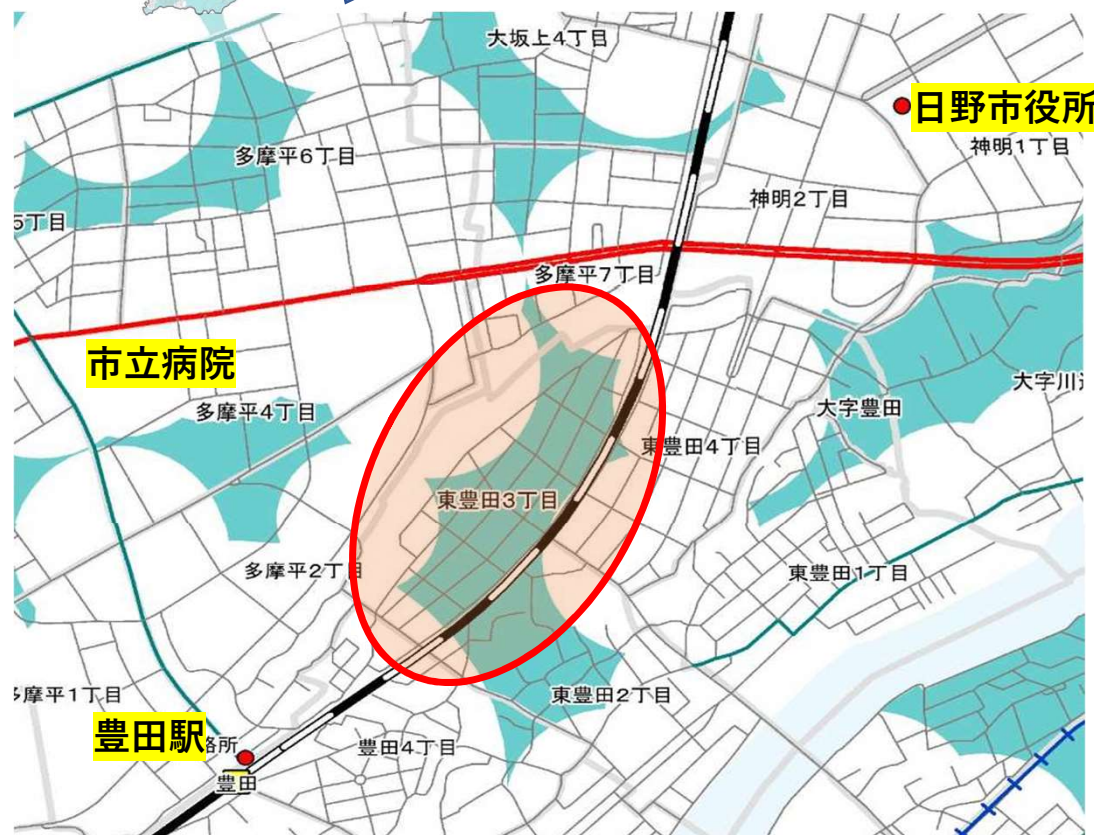 大坂上4丁目
日野市役所
神明1丁目
多摩平6丁目
神明2丁目
5丁目
多摩平7丁目
市立病院
多摩平4丁目
大字豊田
大字川
東豊田4丁目
東豊田3丁目
多摩平2丁目
東豊田1丁目
摩平1丁目
東豊田2丁目
豊田駅
豊田4丁目
豊田